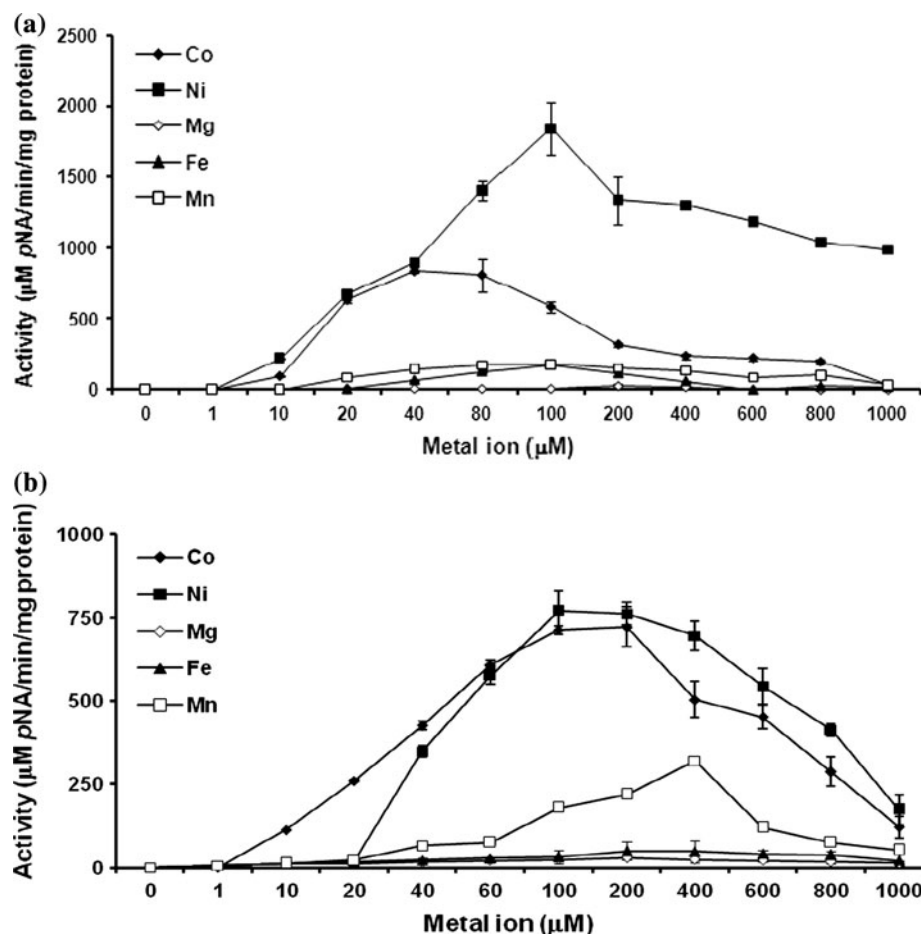 (a)
2500
2000
1500
1000
500
0
Activity (μM pNA/min/mg protein)
Co
Ni
Mg
Fe
Mn
0 1 10 20 40 80 100 200 400 600 800 1000
Metal ion (μM)
(b)
1000
750
500
250
0
Activity (μM pNA/min/mg protein)
Co
Ni
Mg
Fe
Mn
0 1 10 20 40 60 100 200 400 600 800 1000
Metal ion (μM)